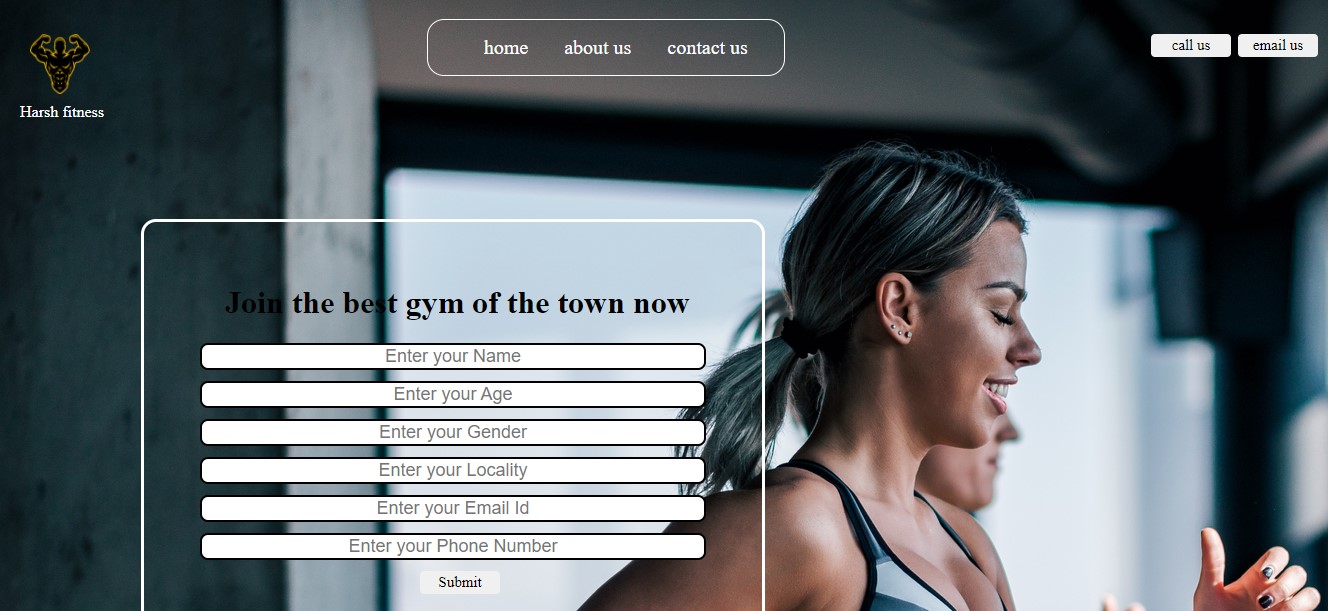 home about us contact us
call us email us
Harsh fitness
Join the best gym of the town now
Enter your Name
Enter your Age
Enter your Gender
Enter your Locality
Enter your Email Id
Enter your Phone Number
Submit